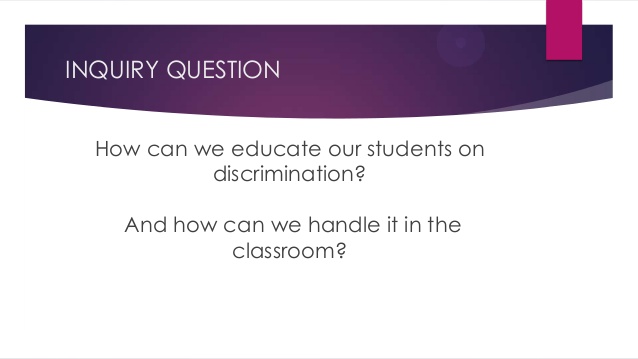 INQUIRY QUESTION
How can we educate our students on
discrimination?
And how can we handle it in the
classroom?